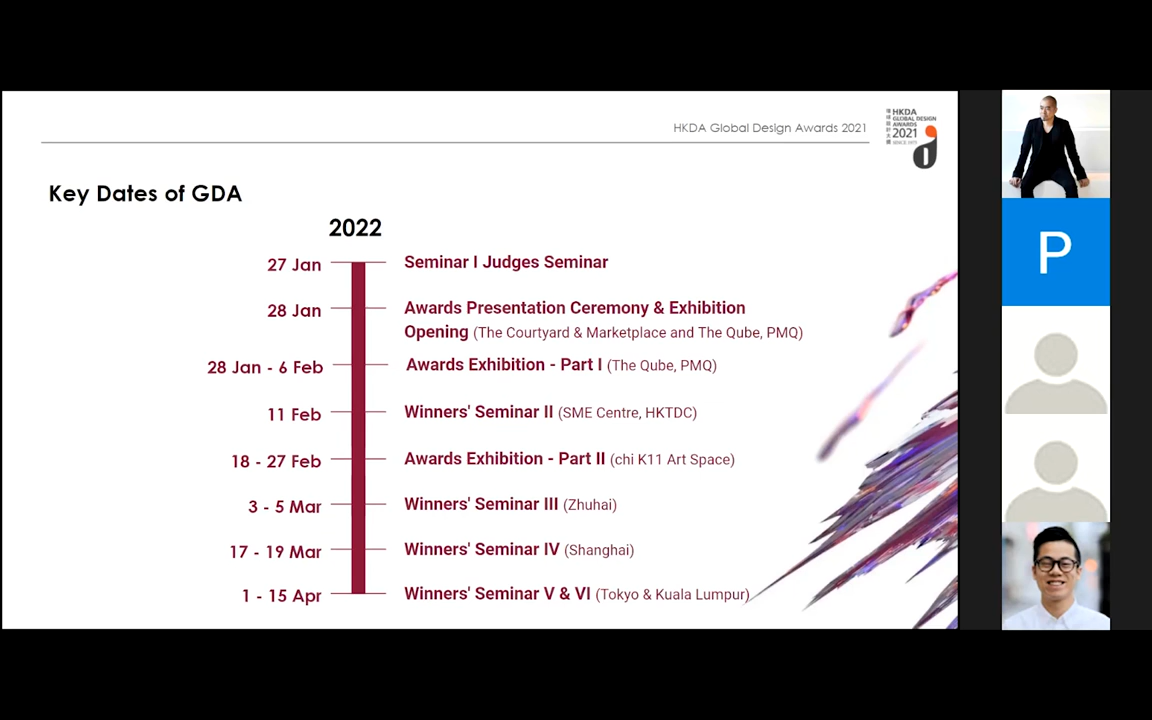 HKDA Global Design Awards 2021
HKDA
GLOBAL DESIGN
AWARDS
2021
SINCE 1975
Key Dates of GDA
2022
27 Jan Seminar I Judges Seminar
28 Jan Awards Presentation Ceremony & Exhibition
Opening (The Courtyard & Marketplace and The Qube, PMQ)
28 Jan - 6 Feb Awards Exhibition - Part I (The Qube, PMQ)
11 Feb Winners' Seminar II (SME Centre, HKTDC)
18 - 27 Feb Awards Exhibition - Part II (chi K11 Art Space)
3 - 5 Mar Winners' Seminar III (Zhuhai)
17 - 19 Mar Winners' Seminar IV (Shanghai)
1 - 15 Apr Winners' Seminar V & VI (Tokyo & Kuala Lumpur)
P